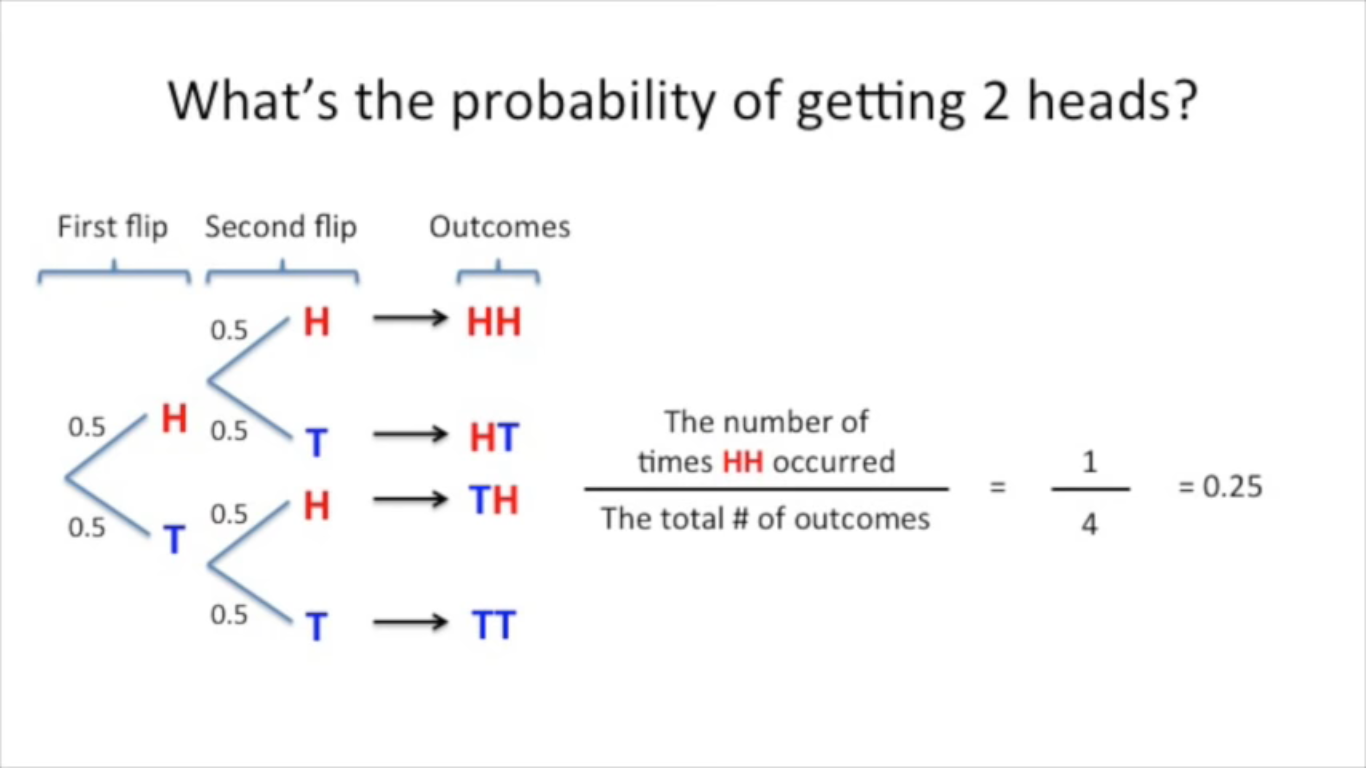 What's the probability of getting 2 heads?
First flip Second flip Outcomes
0.5 H HH
0.5 H 0.5 T HT
0.5 H TH
0.5 T
0.5 T TT
The number of
times HH occurred
The total # of outcomes
=
1
4
= 0.25